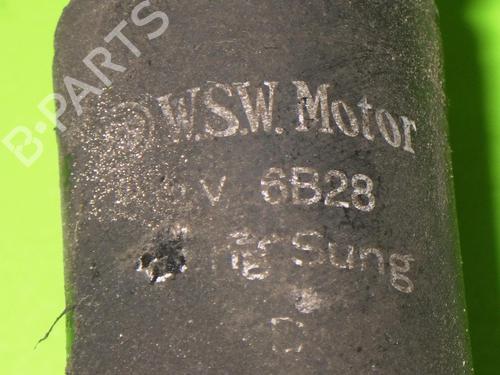 B-PARTS
W.S.W. Motor
V 6B28
Sung
D